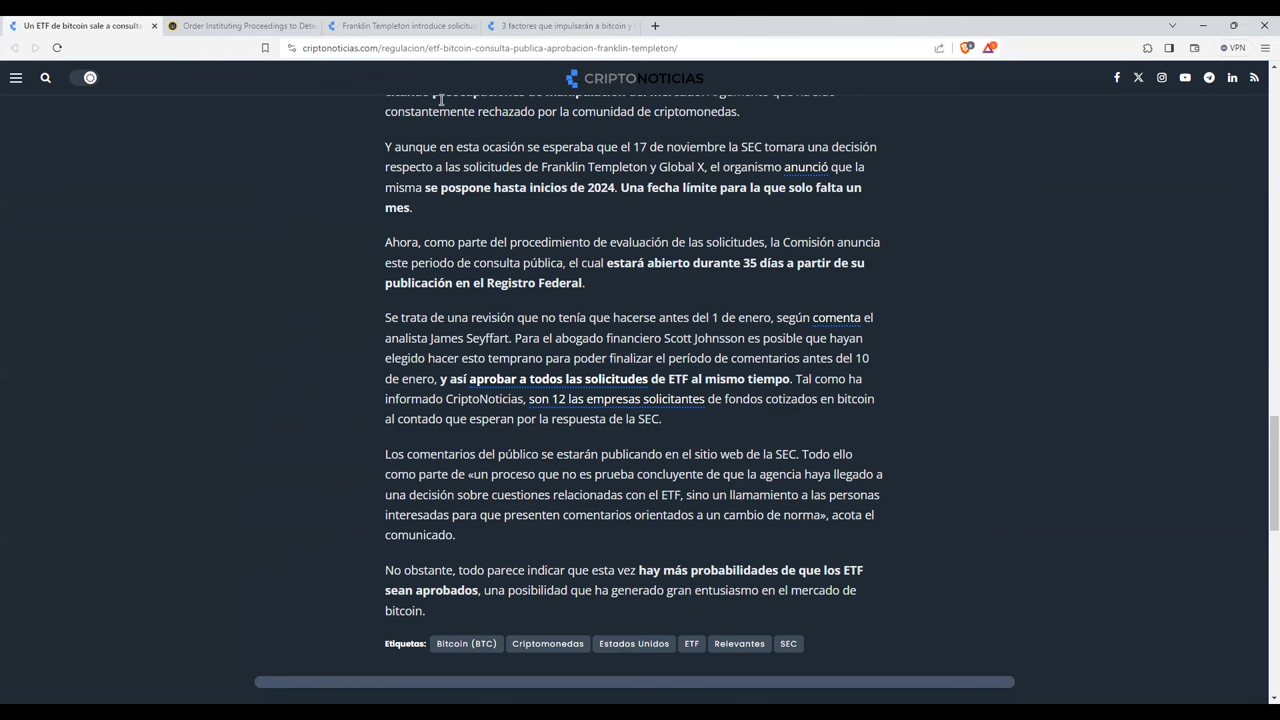 Un ETF de bitcoin sale a consulta
Order Instituting Proceedings to Dete
Franklin Templeton introduce solicitud
3 factores que impulsarán a bitcoin y
criptonoticias.com/regulacion/etf-bitcoin-consulta-publica-aprobacion-franklin-templeton/
VPN
CRIPTONOTICIAS
constantemente rechazado por la comunidad de criptomonedas.
Y aunque en esta ocasión se esperaba que el 17 de noviembre la SEC tomara una decisión
respecto a las solicitudes de Franklin Templeton y Global X, el organismo anunció que la
misma se pospone hasta inicios de 2024. Una fecha límite para la que solo falta un
mes.
Ahora, como parte del procedimiento de evaluación de las solicitudes, la Comisión anuncia
este periodo de consulta pública, el cual estará abierto durante 35 días a partir de su
publicación en el Registro Federal.
Se trata de una revisión que no tenía que hacerse antes del 1 de enero, según comenta el
analista James Seyffart. Para el abogado financiero Scott Johnsson es posible que hayan
elegido hacer esto temprano para poder finalizar el período de comentarios antes del 10
de enero, y así aprobar a todos las solicitudes de ETF al mismo tiempo. Tal como ha
informado CriptoNoticias, son 12 las empresas solicitantes de fondos cotizados en bitcoin
al contado que esperan por la respuesta de la SEC.
Los comentarios del público se estarán publicando en el sitio web de la SEC. Todo ello
como parte de «un proceso que no es prueba concluyente de que la agencia haya llegado a
una decisión sobre cuestiones relacionadas con el ETF, sino un llamamiento a las personas
interesadas para que presenten comentarios orientados a un cambio de norma», acota el
comunicado.
No obstante, todo parece indicar que esta vez hay más probabilidades de que los ETF
sean aprobados, una posibilidad que ha generado gran entusiasmo en el mercado de
bitcoin.
Etiquetas: Bitcoin (BTC) Criptomonedas Estados Unidos ETF Relevantes SEC